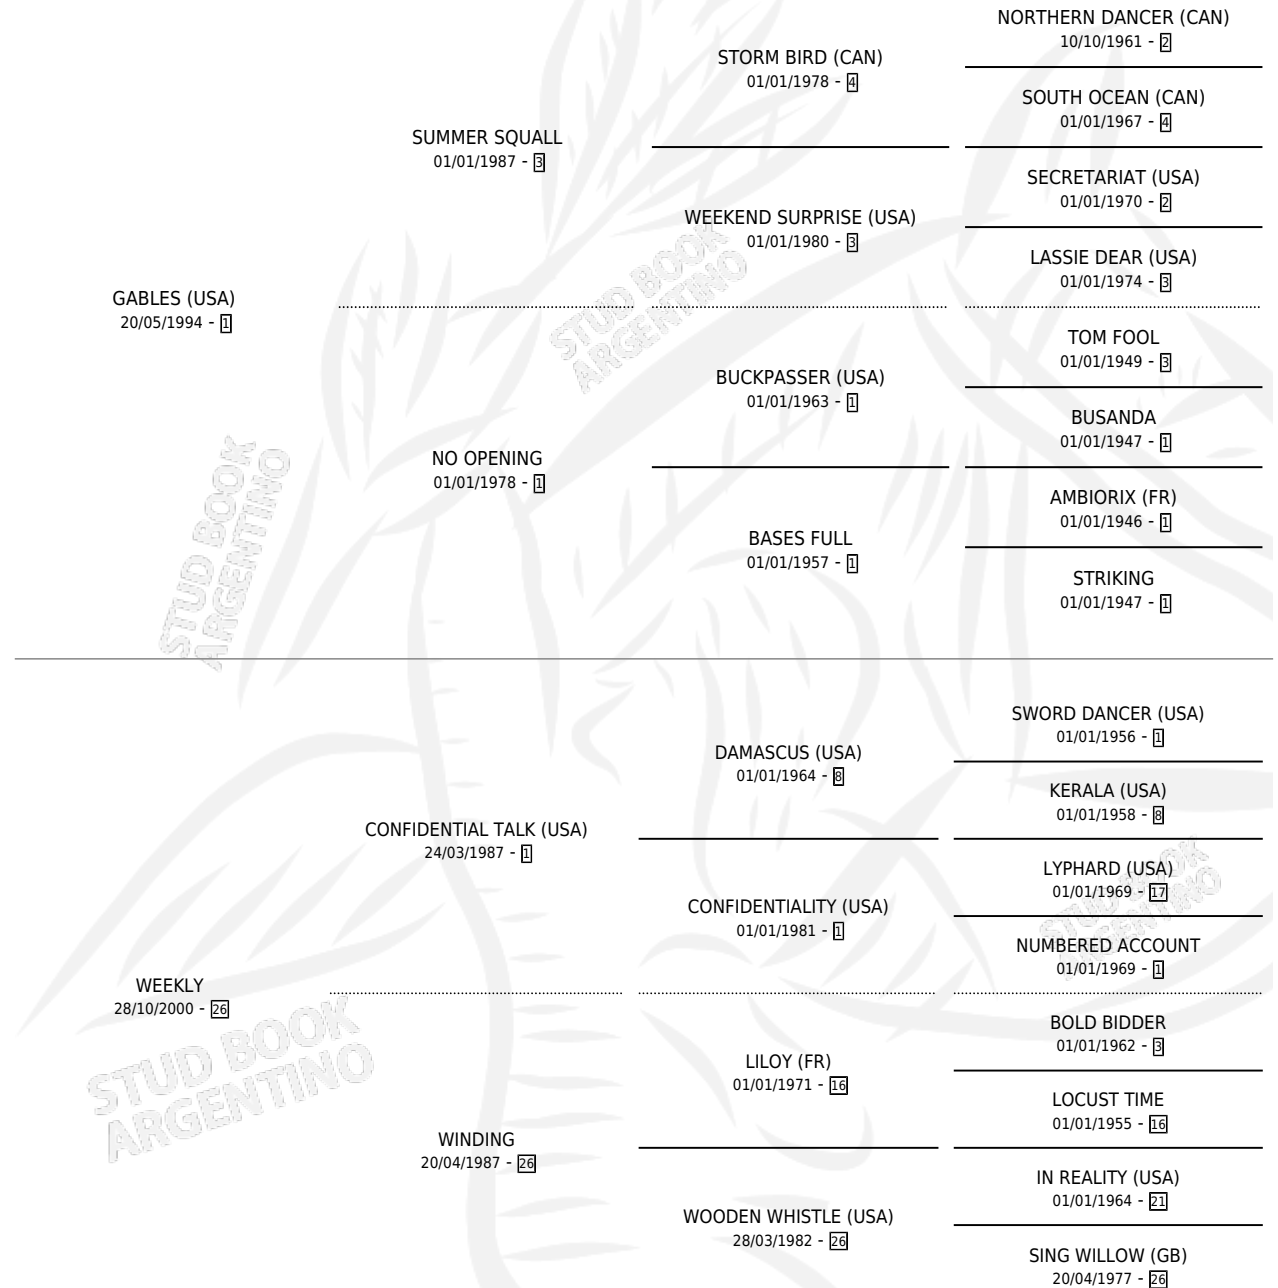 NORTHERN DANCER (CAN)
10/10/1961 - 2
STORM BIRD (CAN)
01/01/1978 - 4
SOUTH OCEAN (CAN)
01/01/1967 - 4
SUMMER SQUALL
01/01/1987 - 3
SECRETARIAT (USA)
01/01/1970 - 2
WEEKEND SURPRISE (USA)
01/01/1980 - 3
LASSIE DEAR (USA)
01/01/1974 - 3
GABLES (USA)
20/05/1994 - 1
STUD BOOK
ARGENTINO
TOM FOOL
01/01/1949 - 3
BUCKPASSER (USA)
01/01/1963 - 1
BUSANDA
01/01/1947 - 1
NO OPENING
01/01/1978 - 1
AMBIORIX (FR)
01/01/1946 - 1
BASES FULL
01/01/1957 - 1
STRIKING
01/01/1947 - 1
STUD BOOK
ARGENTINO
SWORD DANCER (USA)
01/01/1956 - 1
DAMASCUS (USA)
01/01/1964 - 8
KERALA (USA)
01/01/1958 - 8
CONFIDENTIAL TALK (USA)
24/03/1987 - 1
LYPHARD (USA)
01/01/1969 - 17
CONFIDENTIALITY (USA)
01/01/1981 - 1
STUD BOOK
ARGENTINO
NUMBERED ACCOUNT
01/01/1969 - 1
WEEKLY
28/10/2000 - 26
STUD BOOK
ARGENTINO
BOLD BIDDER
01/01/1962 - 3
LILOY (FR)
01/01/1971 - 16
LOCUST TIME
01/01/1955 - 16
WINDING
20/04/1987 - 26
IN REALITY (USA)
01/01/1964 - 21
WOODEN WHISTLE (USA)
28/03/1982 - 26
SING WILLOW (GB)
20/04/1977 - 26